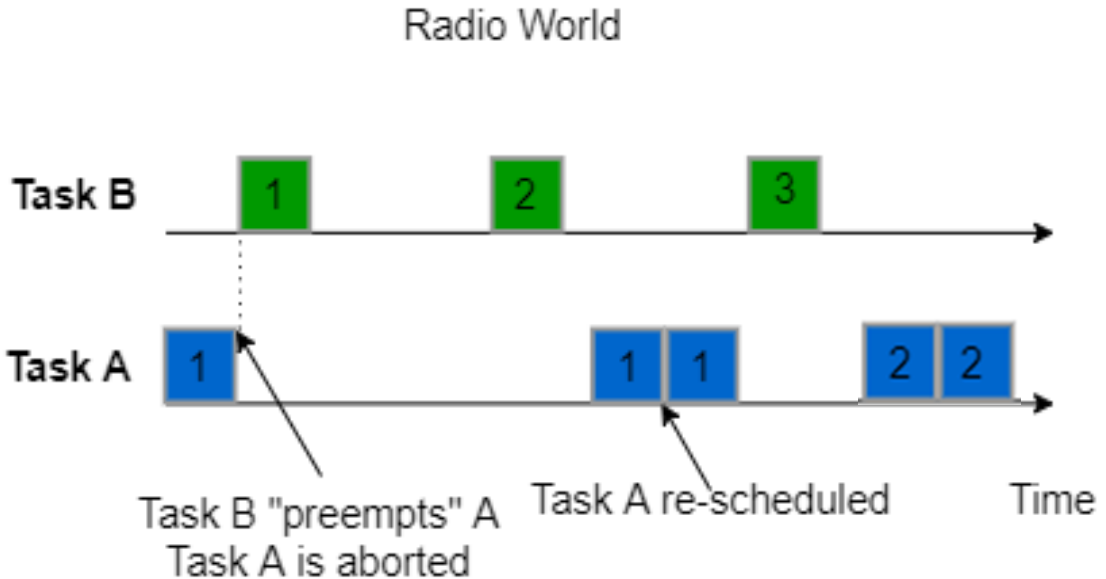 Radio World
Task B 1 2 3
Task A 1 1 1 2 2
Task B "preempts" A
Task A is aborted
Task A re-scheduled
Time